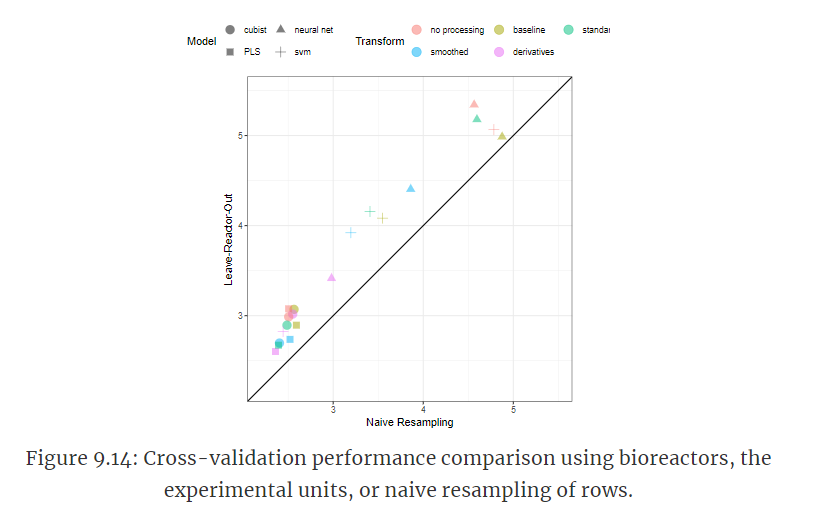 Model cubist neural net Transform no processing baseline standar
PLS svm smoothed derivatives
5
4
3
Leave-Reactor-Out
3 4 5
Naive Resampling
Figure 9.14: Cross-validation performance comparison using bioreactors, the
experimental units, or naive resampling of rows.